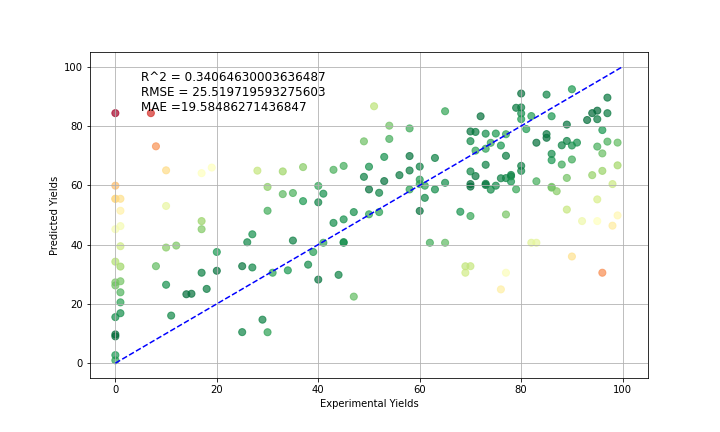 R^2 = 0.34064630003636487
RMSE = 25.519719593275603
MAE =19.58486271436847
100
80
60
40
20
0
Predicted Yields
0 20 40 60 80 100
Experimental Yields